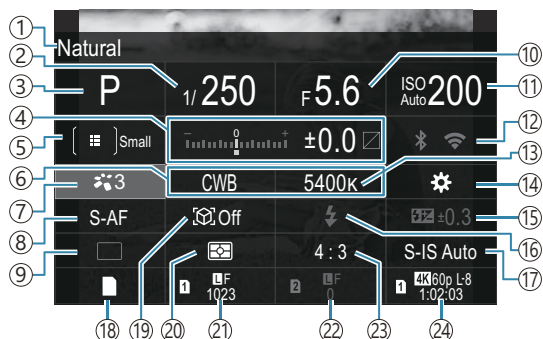 ① Natural
②
③ P 1/250 F5.6 ISO Auto 200 ⑩ ⑪
④ − 0 + ±0.0
⑤ [ ] Small ⑫
⑥ CWB 5400K ⑬
⑦ 3 ⑭
⑧ S-AF Off ±0.3 ⑮
⑨ 4 : 3 S-IS Auto ⑯ ⑰
1 LF 1023 2 LF 0 1 4K 60p L-8 1:02:03
⑱ ⑲ ⑳ ㉑ ㉒ ㉓ ㉔